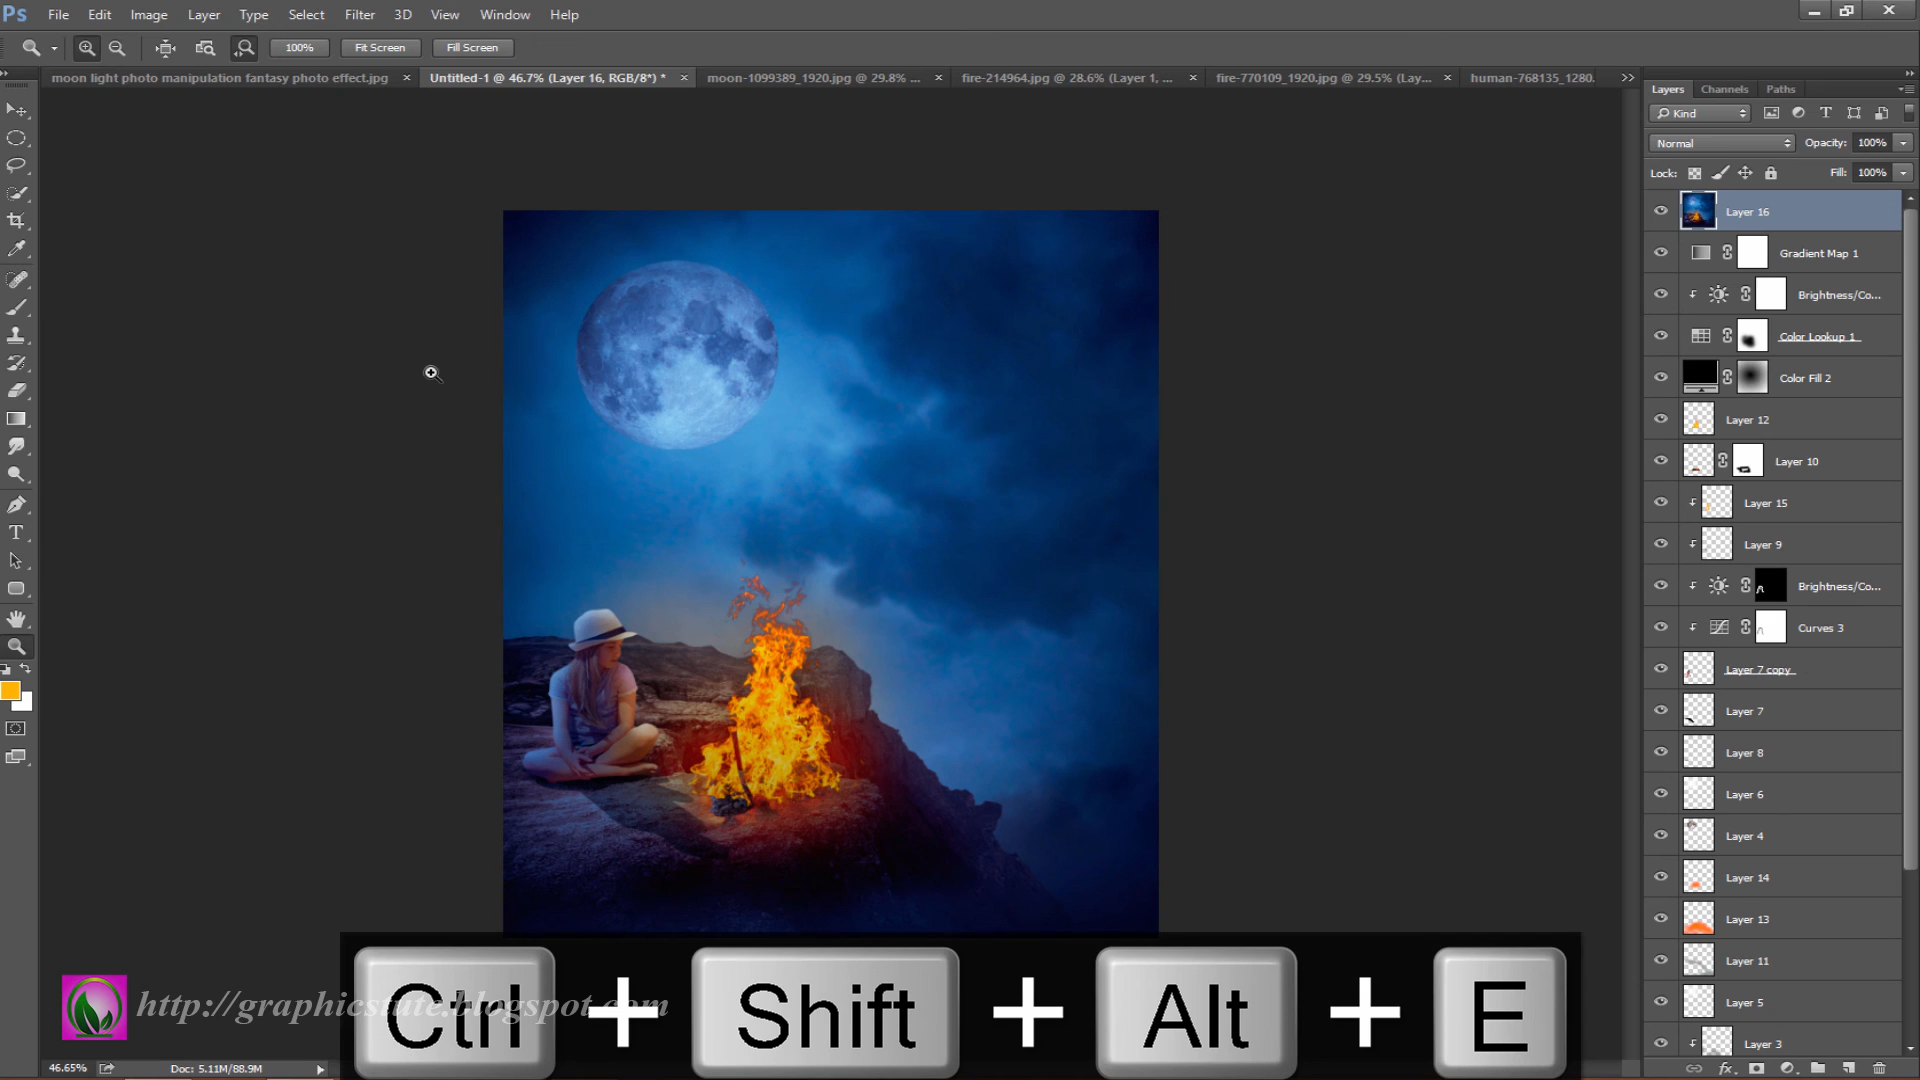 Ps File Edit Image Layer Type Select Filter 3D View Window Help
100% Fit Screen Fill Screen
moon light photo manipulation fantasy photo effect.jpg × Untitled-1 @ 46.7% (Layer 16, RGB/8*) * × moon-1099389_1920.jpg @ 29.8% ... × fire-214964.jpg @ 28.6% (Layer 1, ... × fire-770109_1920.jpg @ 29.5% (Lay... × human-768135_1280.
Layers Channels Paths
Kind
Normal Opacity: 100%
Lock: Fill: 100%
Layer 16
Gradient Map 1
Brightness/Co...
Color Lookup 1
Color Fill 2
Layer 12
Layer 10
Layer 15
Layer 9
Brightness/Co...
Curves 3
Layer 7 copy
Layer 7
Layer 8
Layer 6
Layer 4
Layer 14
Layer 13
Layer 11
Layer 5
Layer 3
Ctrl + Shift + Alt + E
http://graphicstute.blogspot.com
46.65% Doc: 5.11M/88.9M